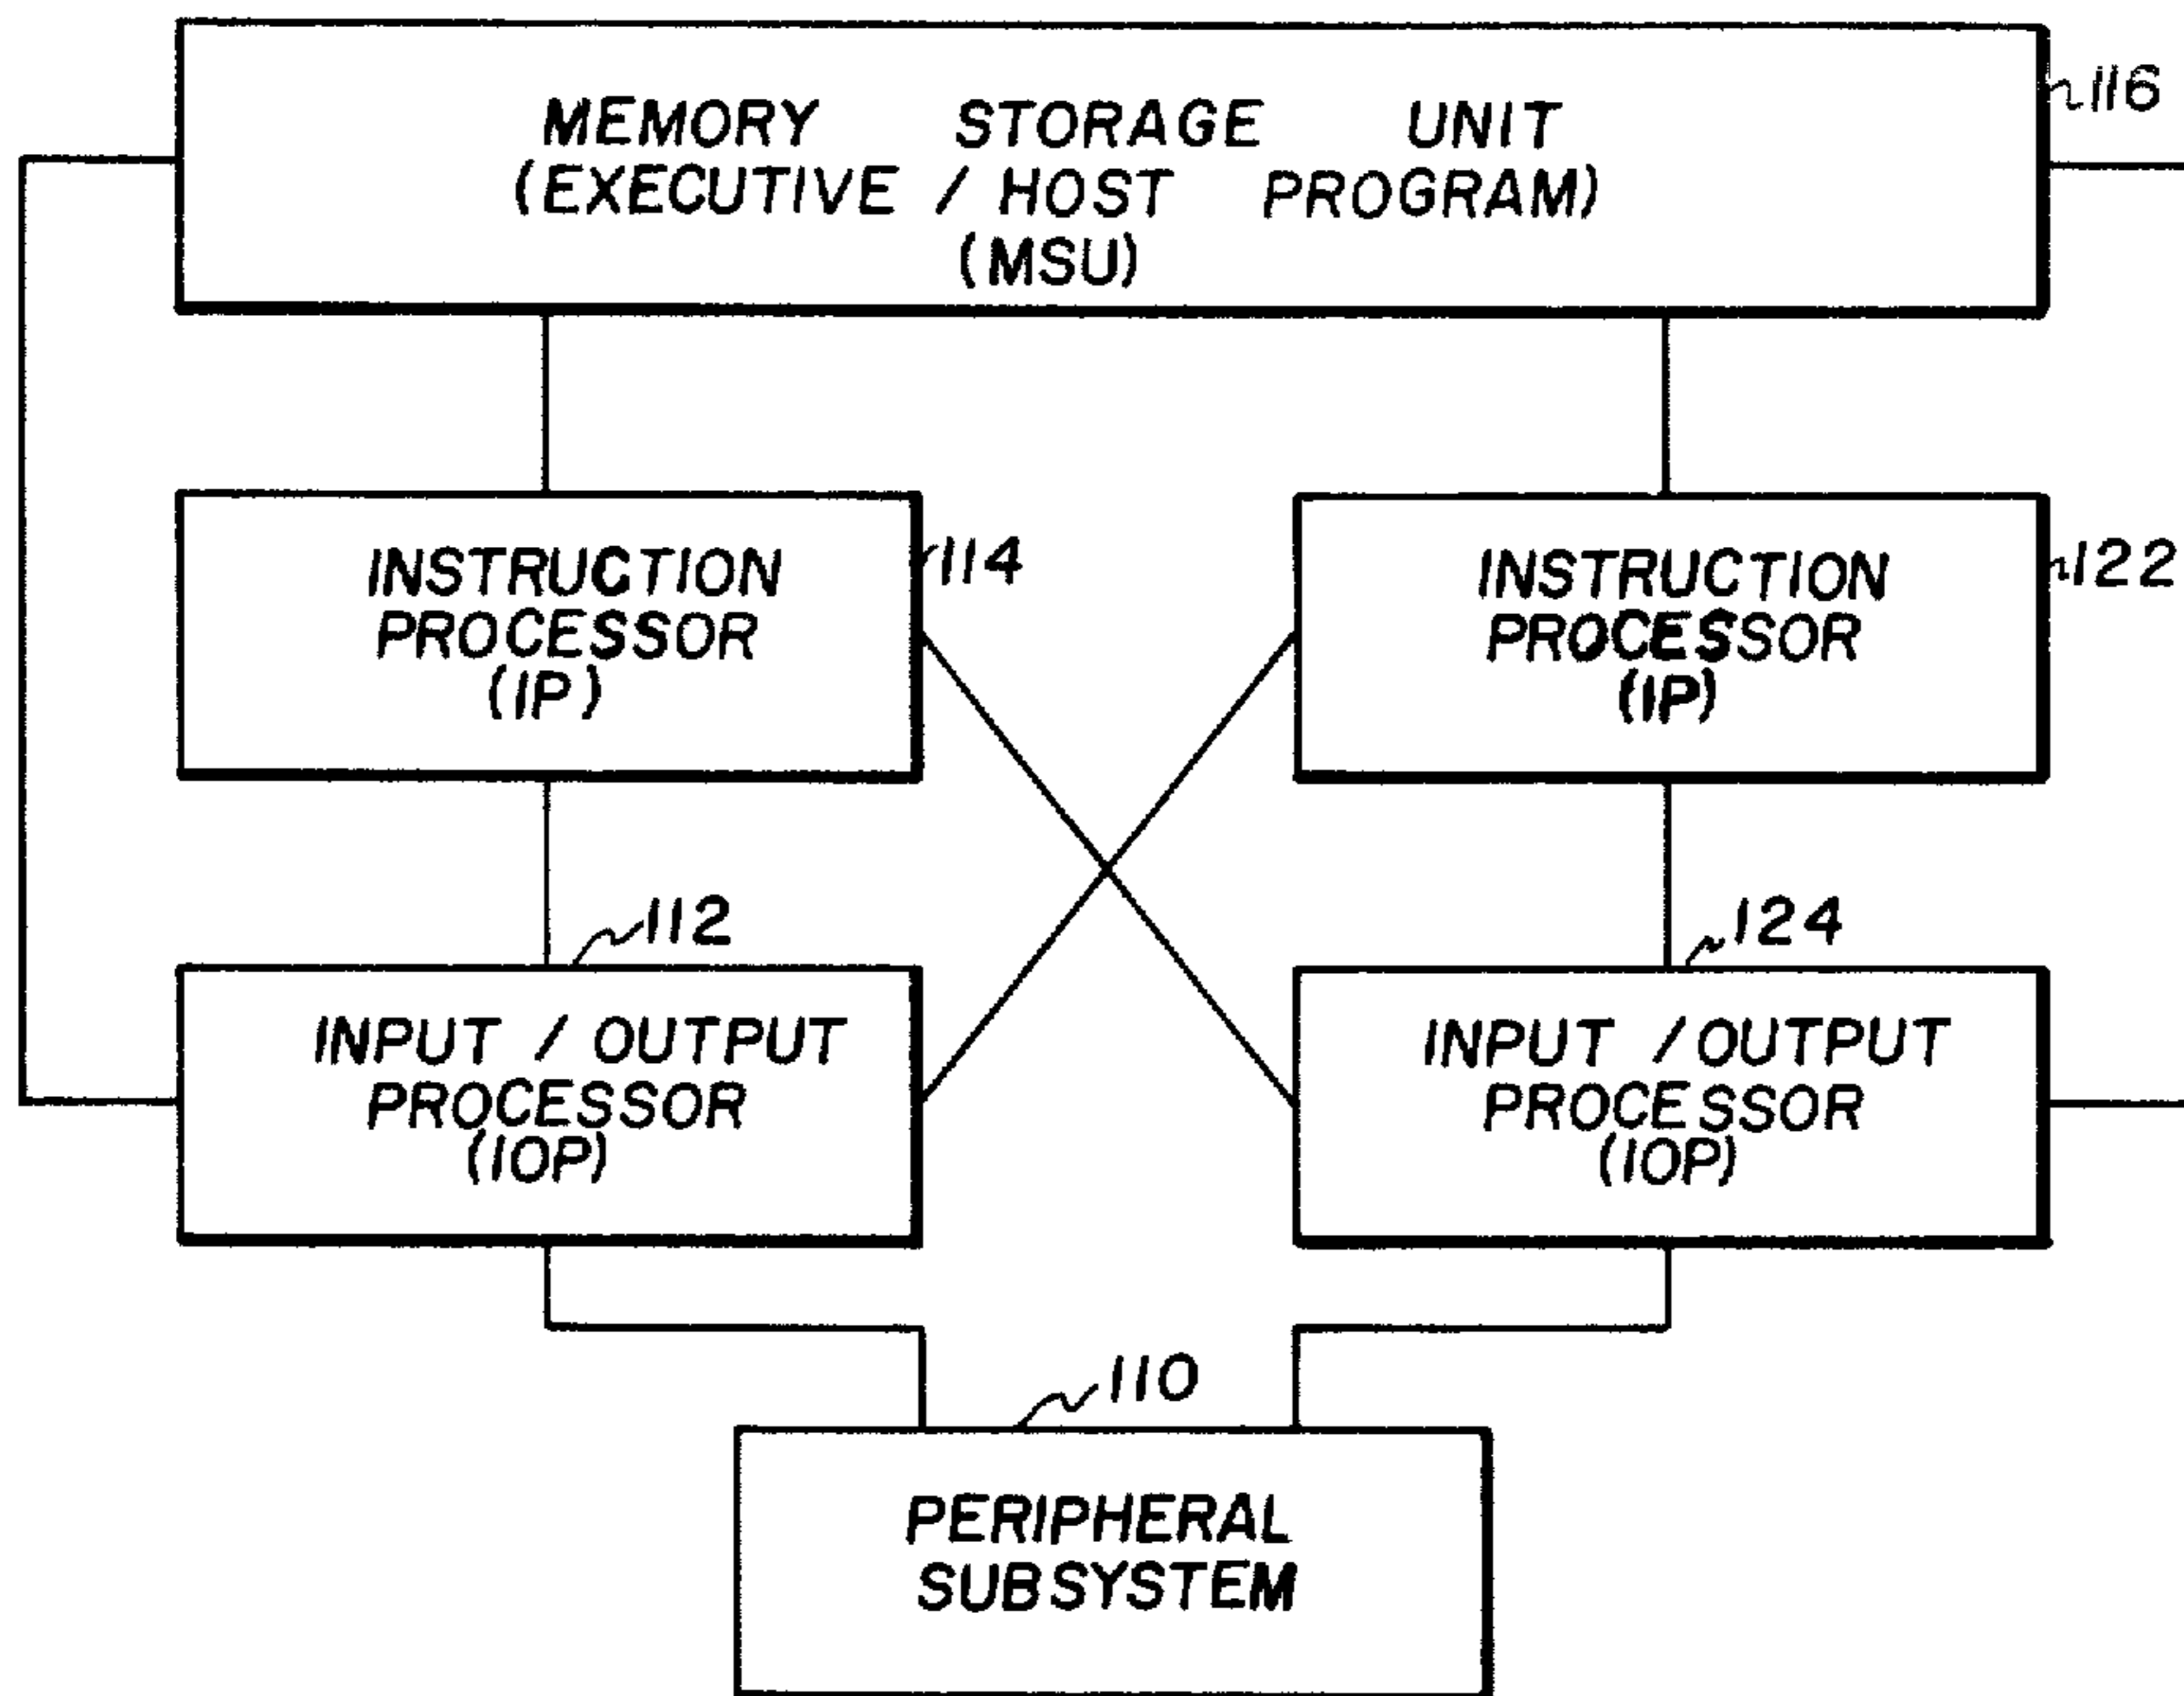 MEMORY STORAGE UNIT
(EXECUTIVE / HOST PROGRAM)
(MSU)
116
INSTRUCTION
PROCESSOR
(IP)
114
INSTRUCTION
PROCESSOR
(IP)
122
112
INPUT / OUTPUT
PROCESSOR
(IOP)
124
INPUT / OUTPUT
PROCESSOR
(IOP)
110
PERIPHERAL
SUBSYSTEM